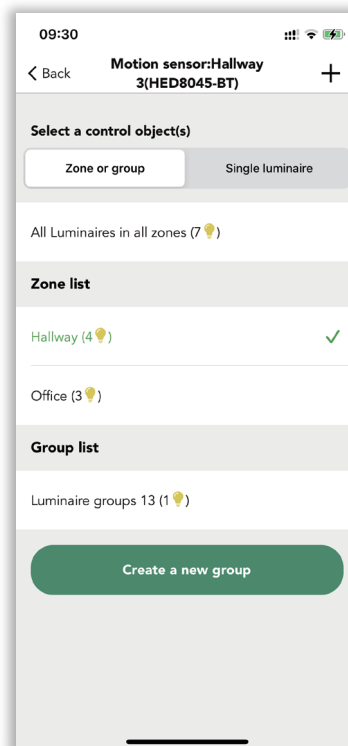 09:30
Back
Motion sensor:Hallway
3(HED8045-BT)
+
Select a control object(s)
Zone or group
Single luminaire
All Luminaires in all zones (7💡)
Zone list
Hallway (4💡)
Office (3💡)
Group list
Luminaire groups 13 (1💡)
Create a new group